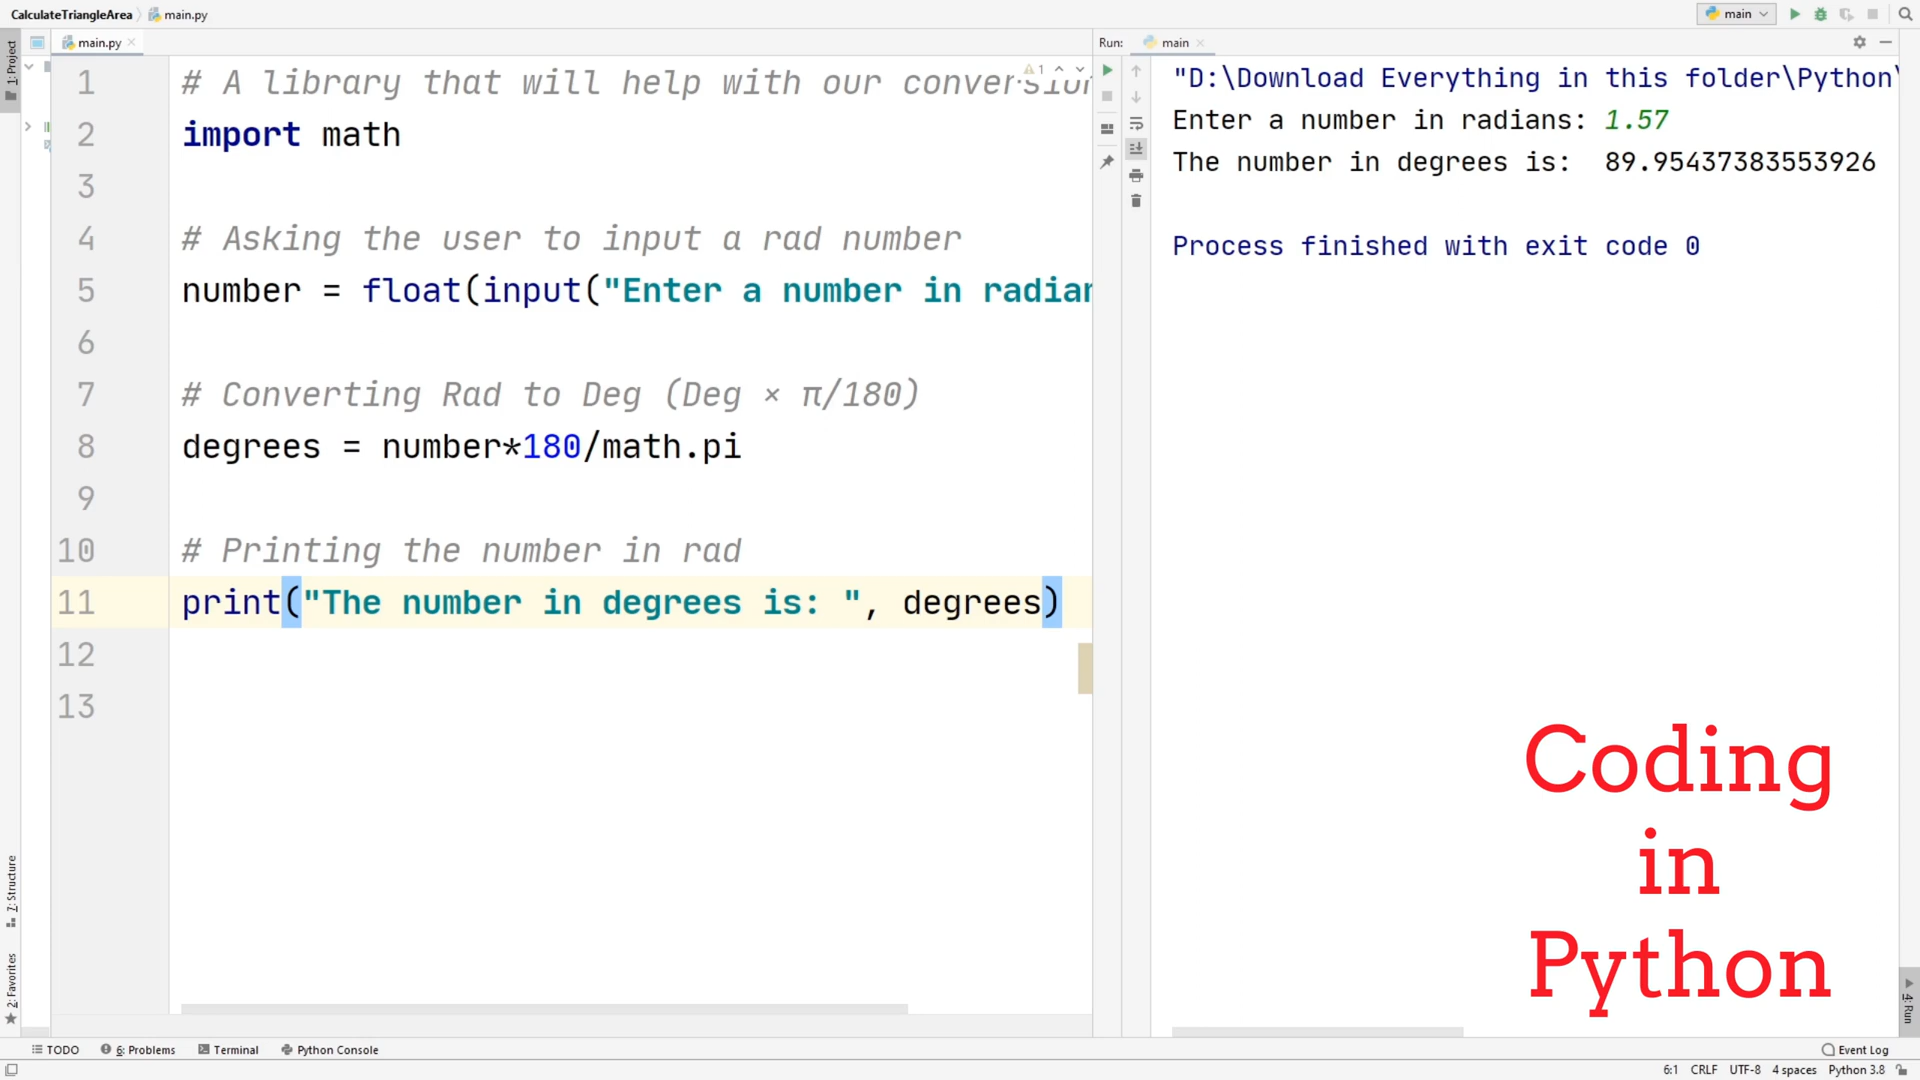 CalculateTriangleArea main.py
main
1: Project
main.py
Run: main
1 # A library that will help with our conversion
1
2 import math
3
4 # Asking the user to input a rad number
5 number = float(input("Enter a number in radian
6
7 # Converting Rad to Deg (Deg × π/180)
8 degrees = number*180/math.pi
9
10 # Printing the number in rad
11 print("The number in degrees is: ", degrees)
12
13
"D:\Download Everything in this folder\Python\
Enter a number in radians: 1.57
The number in degrees is:  89.95437383553926
Process finished with exit code 0
Coding
in
Python
7: Structure
2: Favorites
4: Run
TODO 6: Problems Terminal Python Console Event Log
6:1 CRLF UTF-8 4 spaces Python 3.8